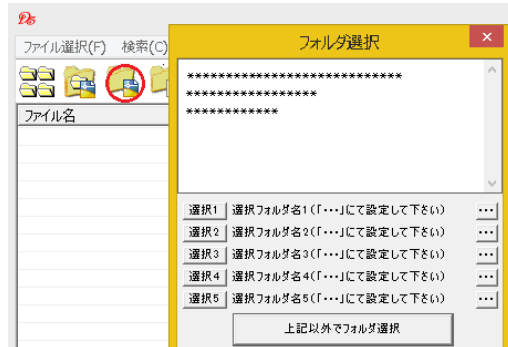 D5
ファイル選択(F) 検索(C)
フォルダ選択
ファイル名
****************************
*****************
************
選択1 選択フォルダ名1(「･･･」にて設定して下さい) ...
選択2 選択フォルダ名2(「･･･」にて設定して下さい) ...
選択3 選択フォルダ名3(「･･･」にて設定して下さい) ...
選択4 選択フォルダ名4(「･･･」にて設定して下さい) ...
選択5 選択フォルダ名5(「･･･」にて設定して下さい) ...
上記以外でフォルダ選択